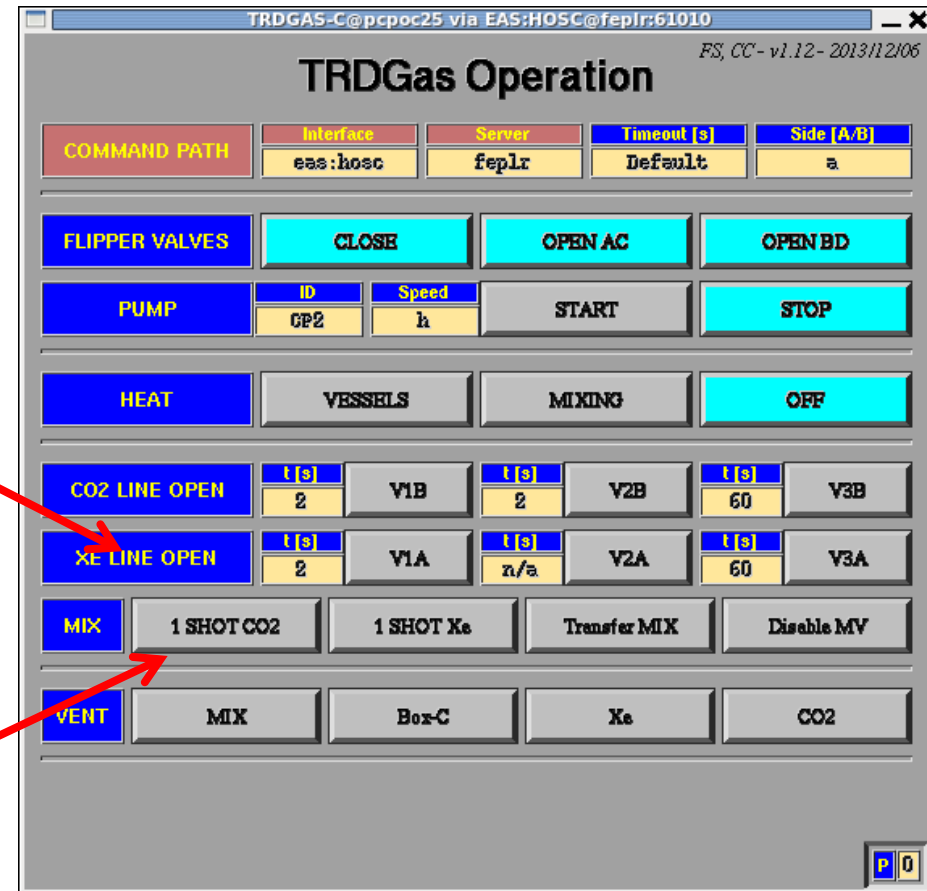 TRDGAS-C@pcpoc25 via EAS:HOSC@feplr:61010
FS, CC - v1.12 - 2013/12/06
TRDGas Operation
COMMAND PATH
Interface Server Timeout [s] Side [A/B]
eas:hosc feplr Default a
FLIPPER VALVES CLOSE OPEN AC OPEN BD
PUMP
ID Speed
CP2 h
START STOP
HEAT VESSELS MIXING OFF
CO2 LINE OPEN
t [s] t [s] t [s]
2 V1B 2 V2B 60 V3B
XE LINE OPEN
t [s] t [s] t [s]
2 V1A n/a V2A 60 V3A
MIX 1 SHOT CO2 1 SHOT Xe Transfer MIX Disable MV
VENT MIX Box-C Xe CO2
P 0